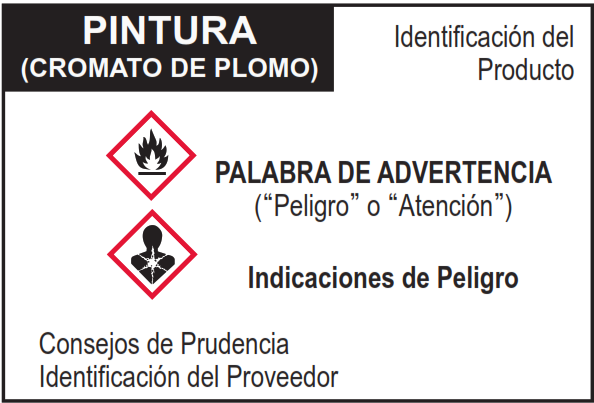 PINTURA
(CROMATO DE PLOMO)
Identificación del
Producto
PALABRA DE ADVERTENCIA
(“Peligro” o “Atención”)
Indicaciones de Peligro
Consejos de Prudencia
Identificación del Proveedor